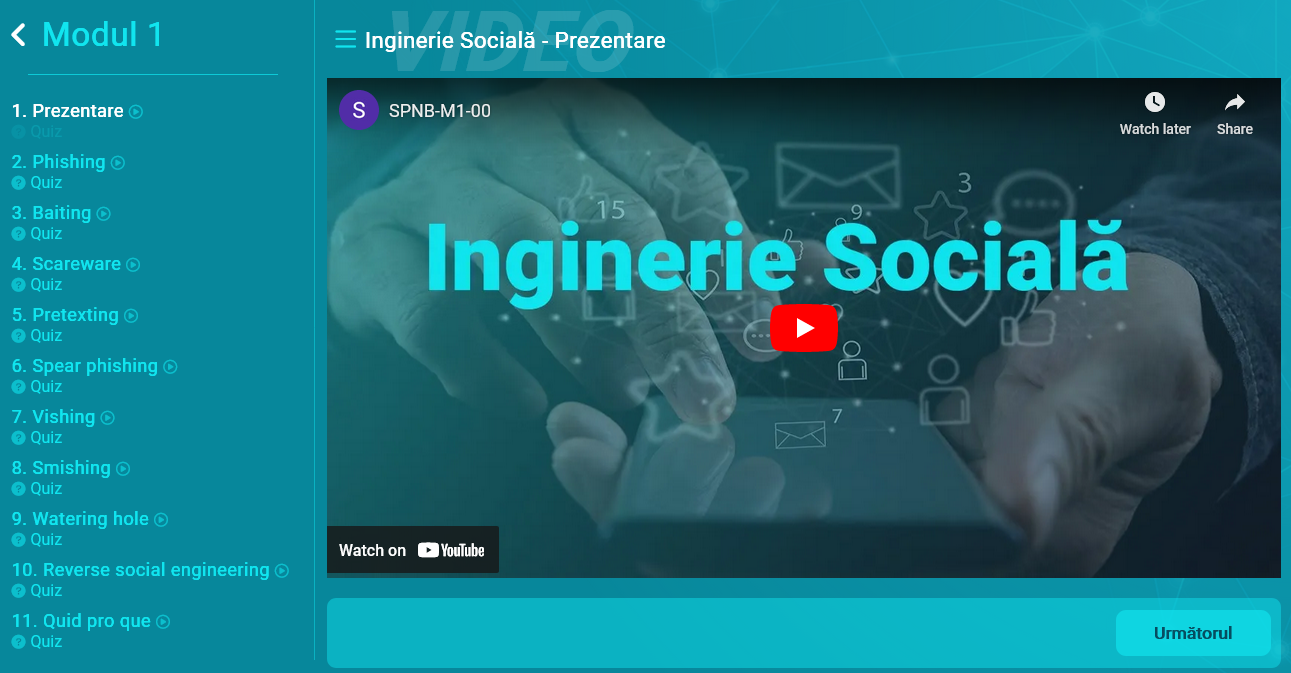 Modul 1
1. Prezentare
Quiz
2. Phishing
Quiz
3. Baiting
Quiz
4. Scareware
Quiz
5. Pretexting
Quiz
6. Spear phishing
Quiz
7. Vishing
Quiz
8. Smishing
Quiz
9. Watering hole
Quiz
10. Reverse social engineering
Quiz
11. Quid pro que
Quiz
VIDEO
Inginerie Socială - Prezentare
S
SPNB-M1-00
Watch later
Share
3
15
9
Inginerie Socială
7
Watch on YouTube
Următorul